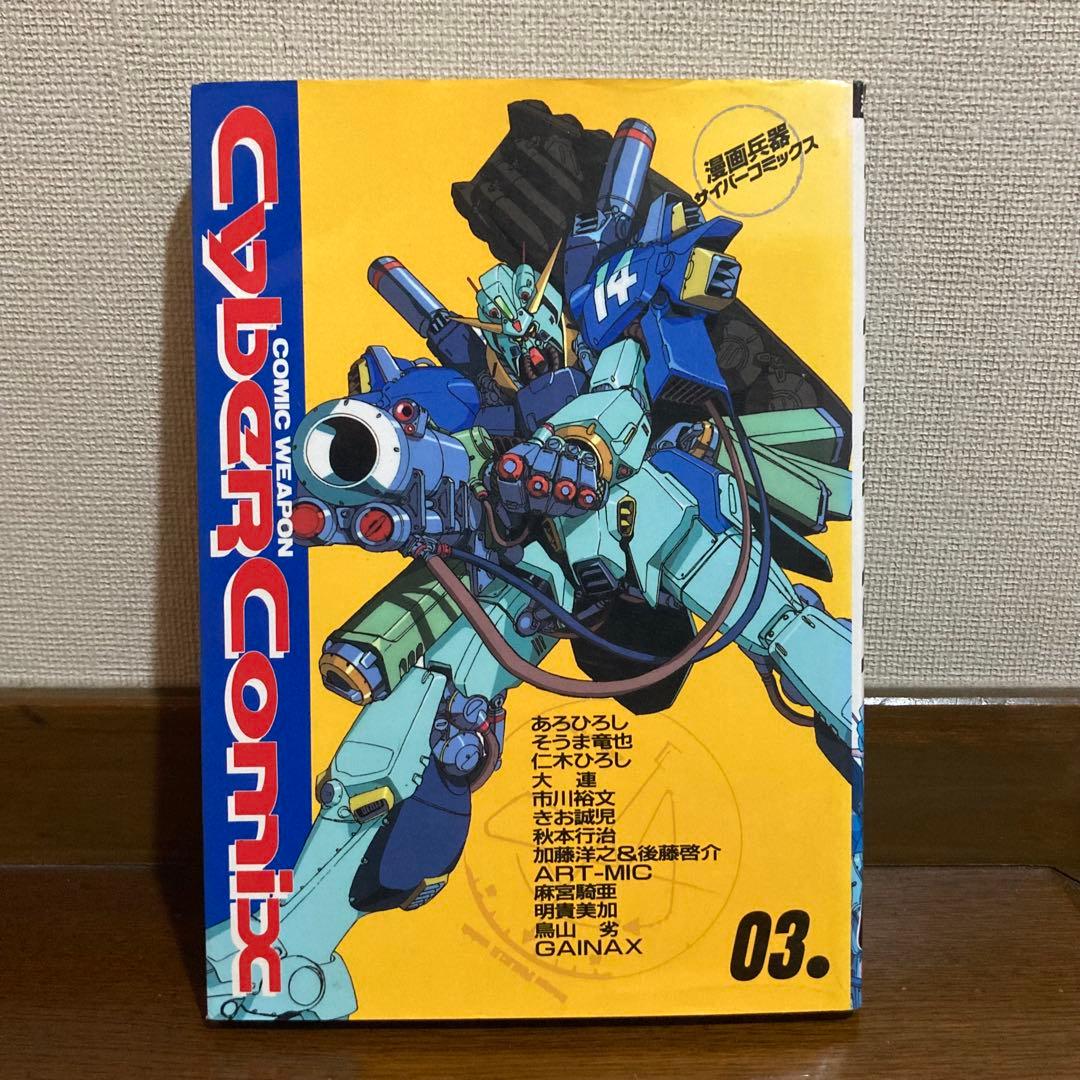 CybeR Comix
COMIC WEAPON
漫画兵器
サイバーコミックス
14
あろひろし
そうま竜也
仁木ひろし
大 連
市川裕文
きお誠児
秋本行治
加藤洋之&後藤啓介
ART-MIC
麻宮騎亜
明貴美加
鳥山 劣
GAINAX
03.